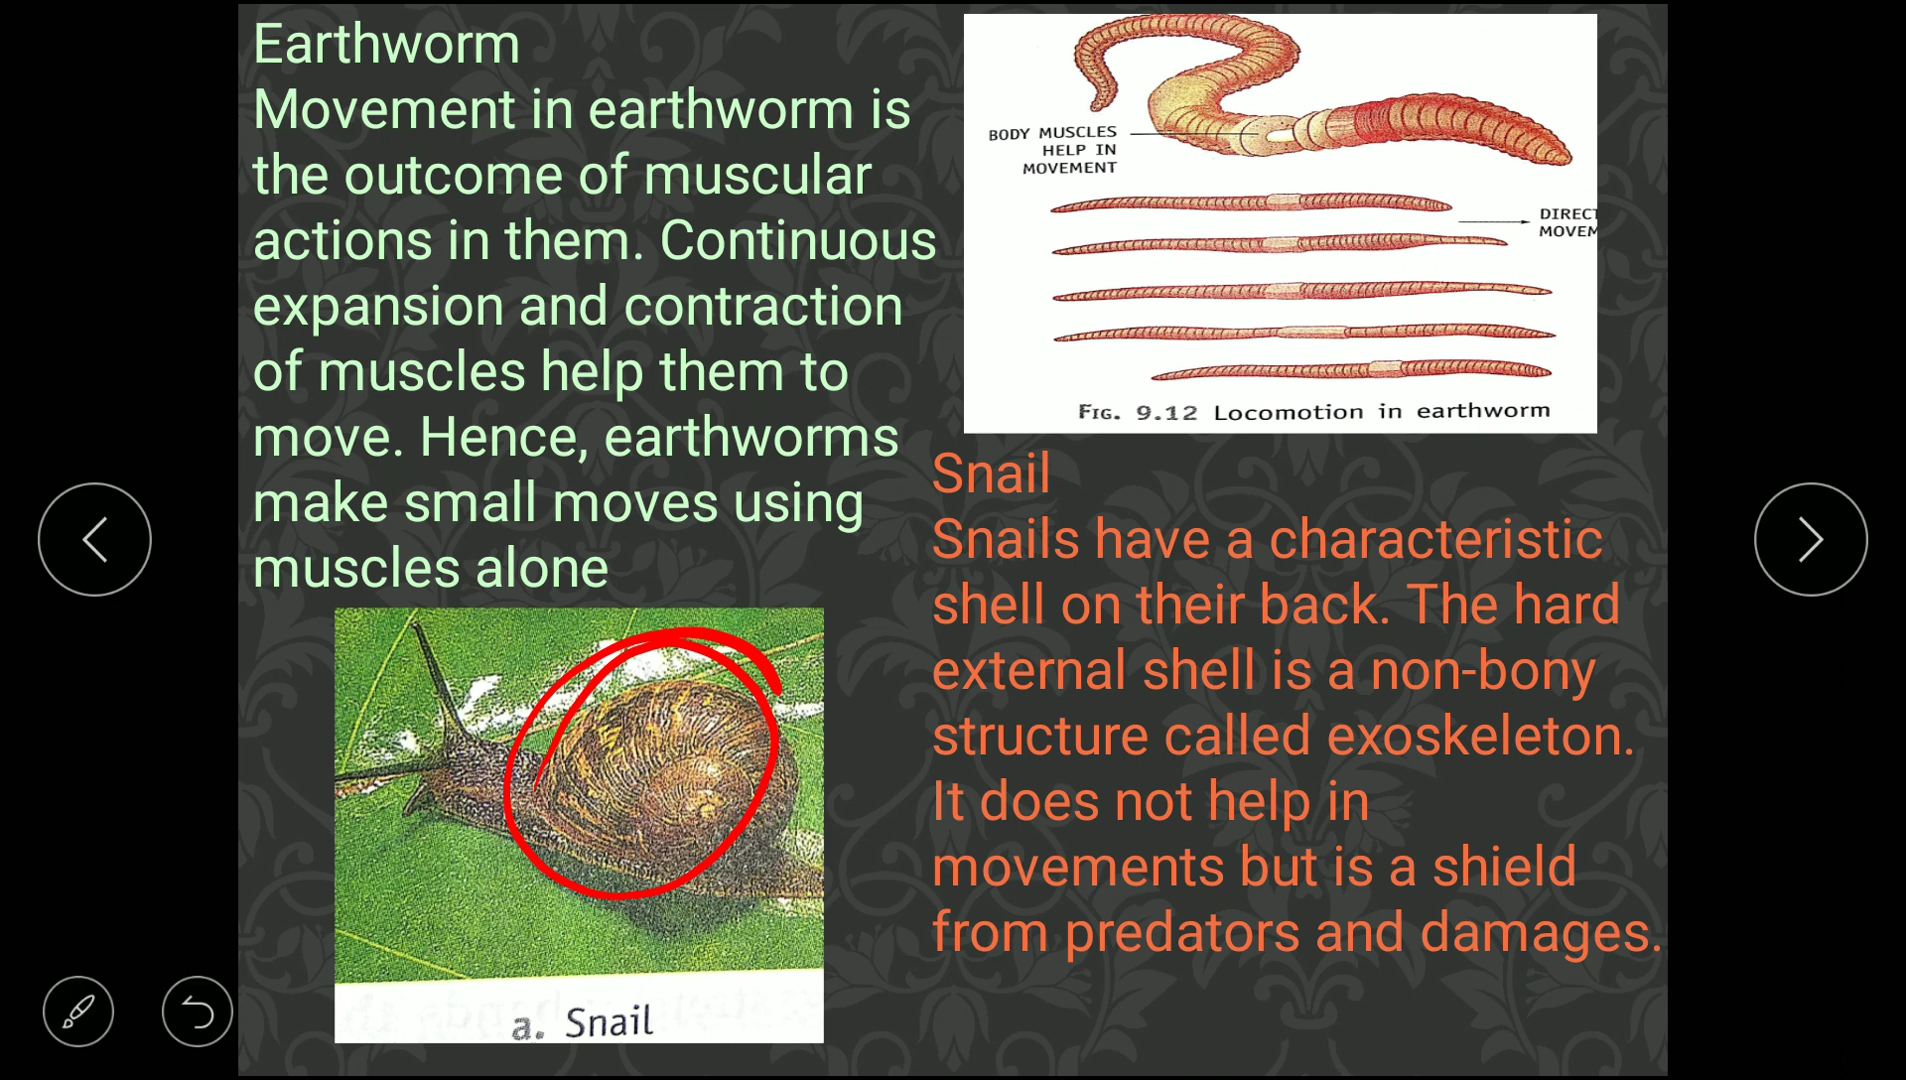 Earthworm
Movement in earthworm is
the outcome of muscular
actions in them. Continuous
expansion and contraction
of muscles help them to
move. Hence, earthworms
make small moves using
muscles alone
BODY MUSCLES
HELP IN
MOVEMENT
DIRECT
MOVEM
FIG. 9.12 Locomotion in earthworm
Snail
Snails have a characteristic
shell on their back. The hard
external shell is a non-bony
structure called exoskeleton.
It does not help in
movements but is a shield
from predators and damages.
a. Snail